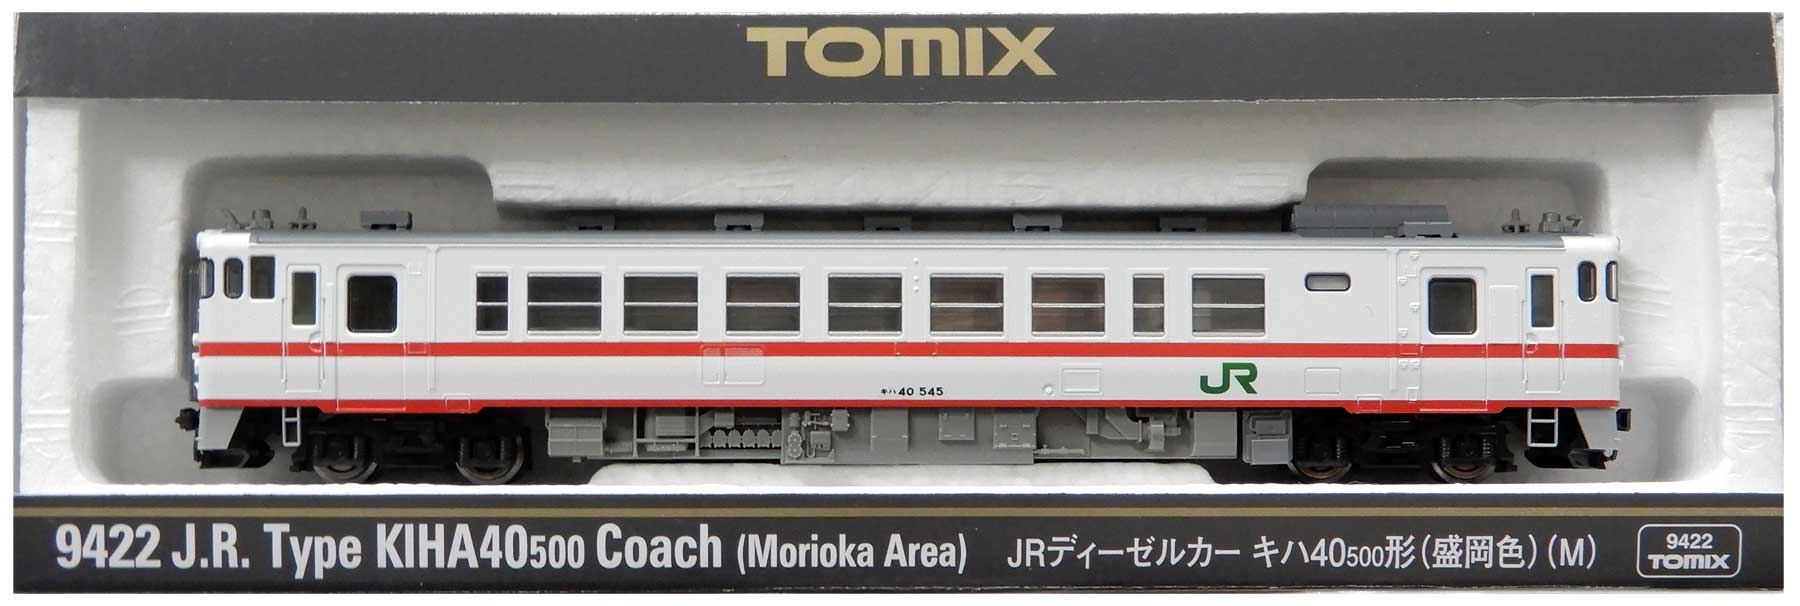 TOMIX
JR
キハ40 545
9422 J.R. Type KIHA40500 Coach (Morioka Area) JRディーゼルカー キハ40500形(盛岡色)(M)
9422
TOMIX